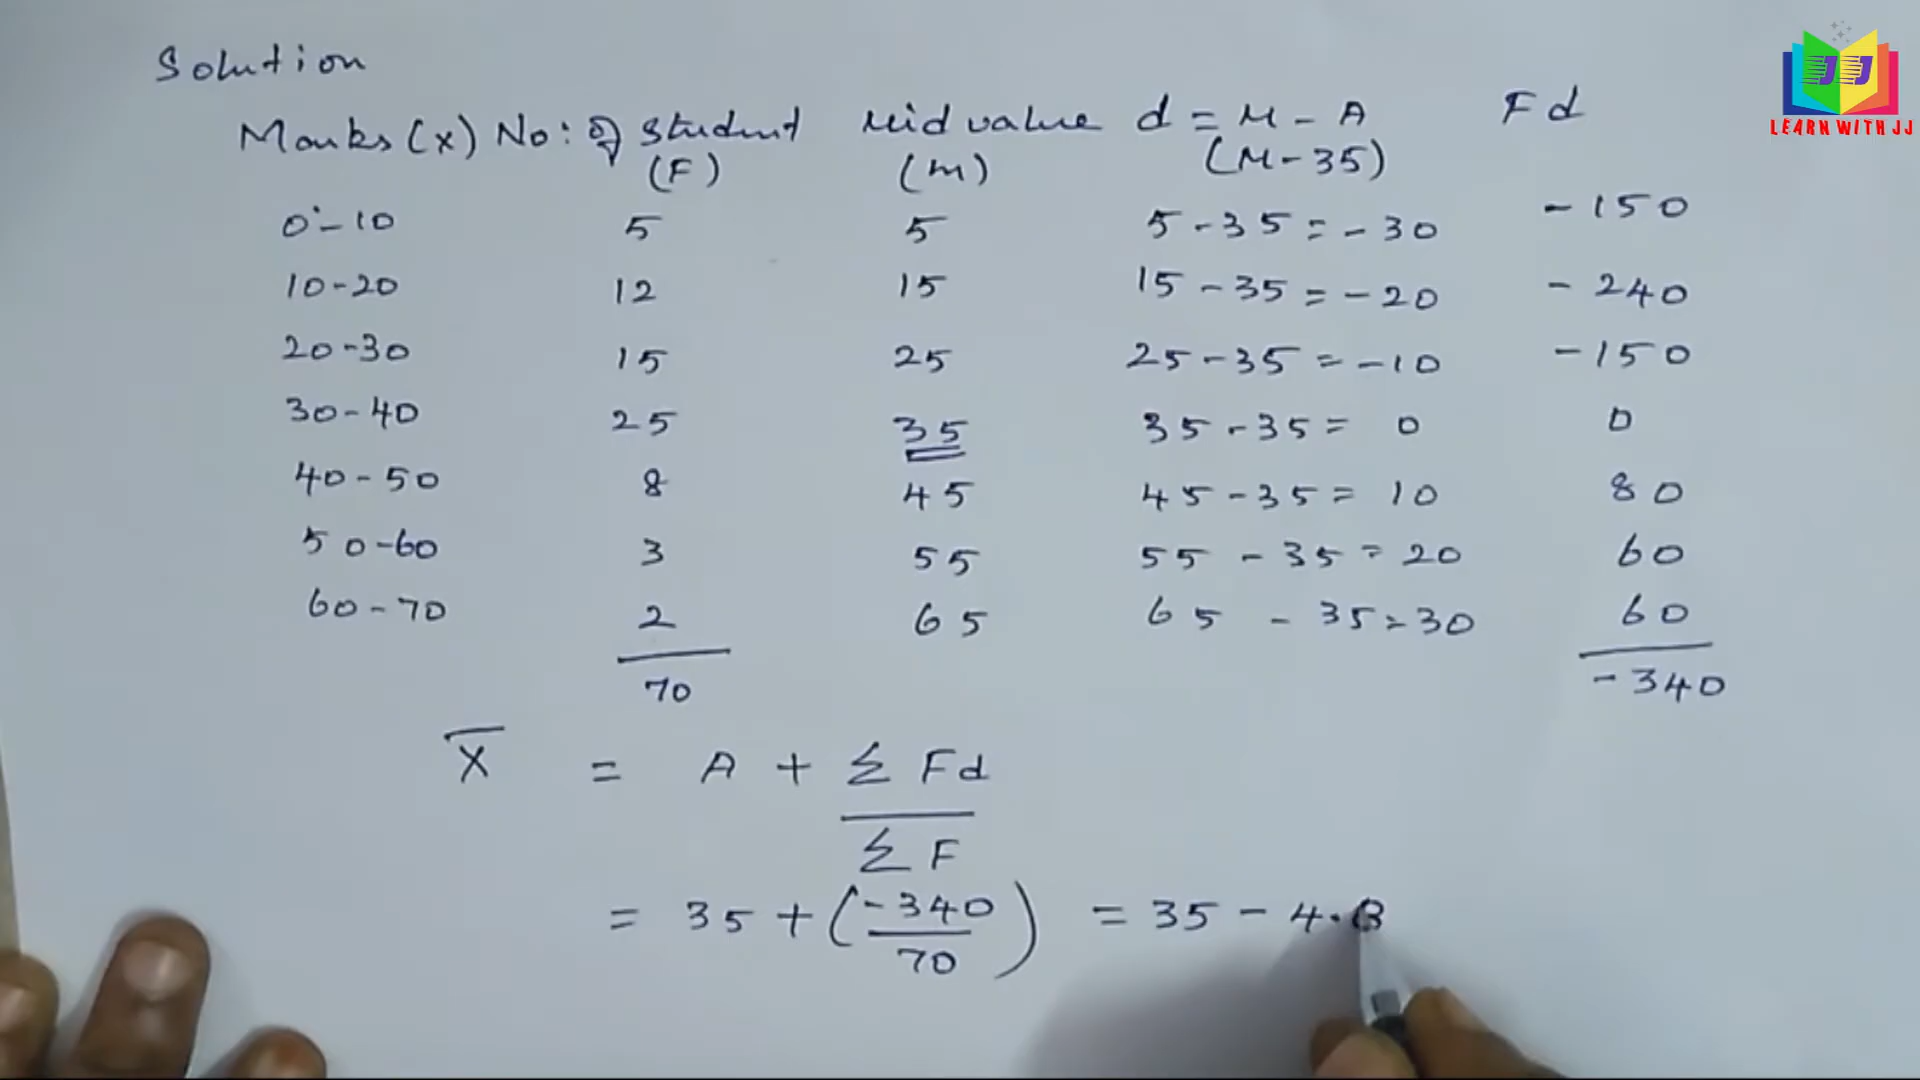 Solution
Marks (x) No: of student mid value d = M - A Fd
(F) (m) (M - 35)
0 - 10 5 5 5 - 35 = - 30 - 150
10 - 20 12 15 15 - 35 = - 20 - 240
20 - 30 15 25 25 - 35 = - 10 - 150
30 - 40 25 35 35 - 35 = 0 0
40 - 50 8 45 45 - 35 = 10 80
50 - 60 3 55 55 - 35 = 20 60
60 - 70 2 65 65 - 35 = 30 60
70 - 340
X̅ = A + Σ Fd
Σ F
= 35 + (-340 / 70) = 35 - 4.8
JJ
LEARN WITH JJ